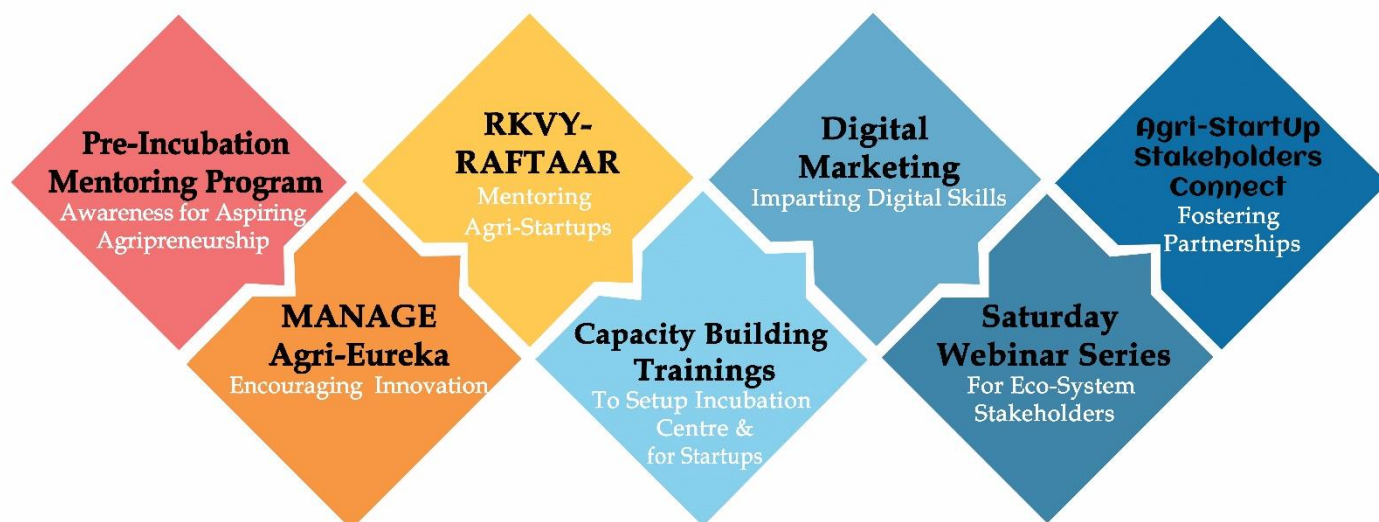 Pre-Incubation
Mentoring Program
Awareness for Aspiring
Agripreneurship
MANAGE
Agri-Eureka
Encouraging Innovation
RKVY-
RAFTAAR
Mentoring
Agri-Startups
Capacity Building
Trainings
To Setup Incubation
Centre &
for Startups
Digital
Marketing
Imparting Digital Skills
Saturday
Webinar Series
For Eco-System
Stakeholders
Agri-StartUp
Stakeholders
Connect
Fostering
Partnerships